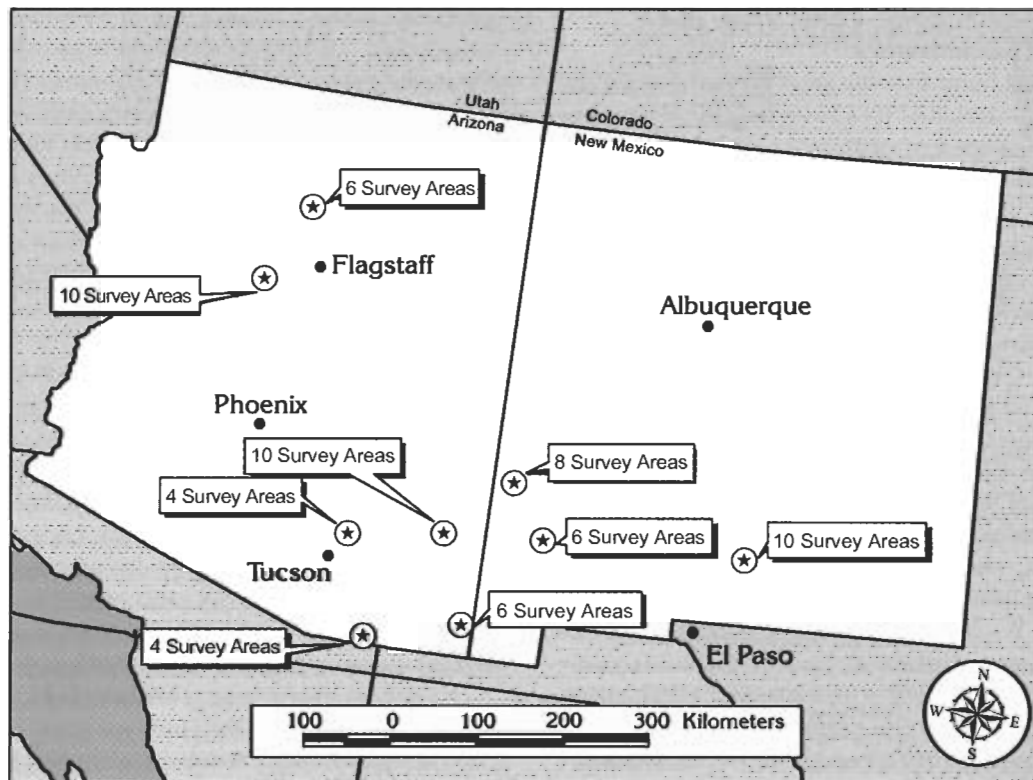 Utah
Colorado
Arizona
New Mexico
6 Survey Areas
Flagstaff
10 Survey Areas
Albuquerque
Phoenix
10 Survey Areas
8 Survey Areas
4 Survey Areas
6 Survey Areas
10 Survey Areas
Tucson
6 Survey Areas
4 Survey Areas
El Paso
N
W E
S
100 0 100 200 300 Kilometers